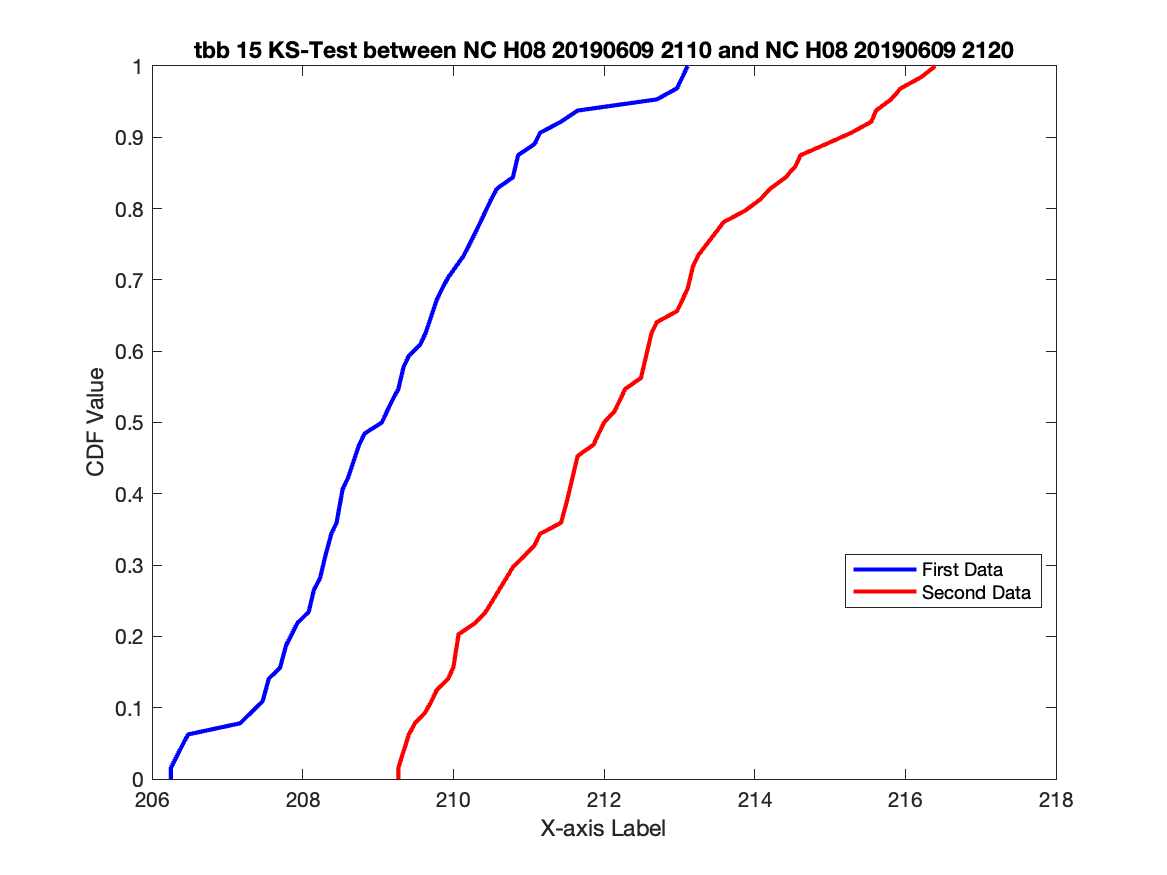 tbb 15 KS-Test between NC H08 20190609 2110 and NC H08 20190609 2120
1
0.9
0.8
0.7
0.6
0.5
0.4
0.3
0.2
0.1
0
CDF Value
First Data
Second Data
206 208 210 212 214 216 218
X-axis Label